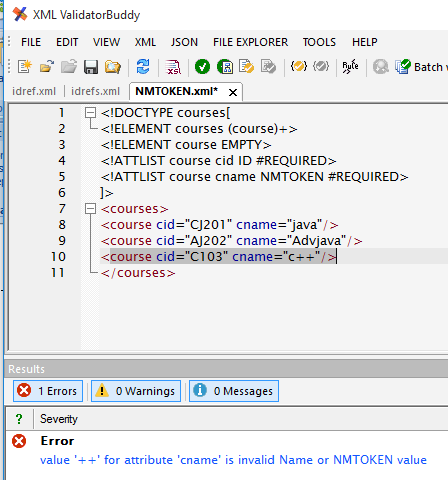 XML ValidatorBuddy
FILE EDIT VIEW XML JSON FILE EXPLORER TOOLS HELP
Rule Batch
idref.xml idrefs.xml NMTOKEN.xml* ×
1 <!DOCTYPE courses[
2 <!ELEMENT courses (course)+>
3 <!ELEMENT course EMPTY>
4 <!ATTLIST course cid ID #REQUIRED>
5 <!ATTLIST course cname NMTOKEN #REQUIRED>
6 ]>
7 <courses>
8 <course cid="CJ201" cname="java"/>
9 <course cid="AJ202" cname="Advjava"/>
10 <course cid="C103" cname="c++"/>
11 </courses>
Results
1 Errors 0 Warnings 0 Messages
? Severity
Error
value '++' for attribute 'cname' is invalid Name or NMTOKEN value